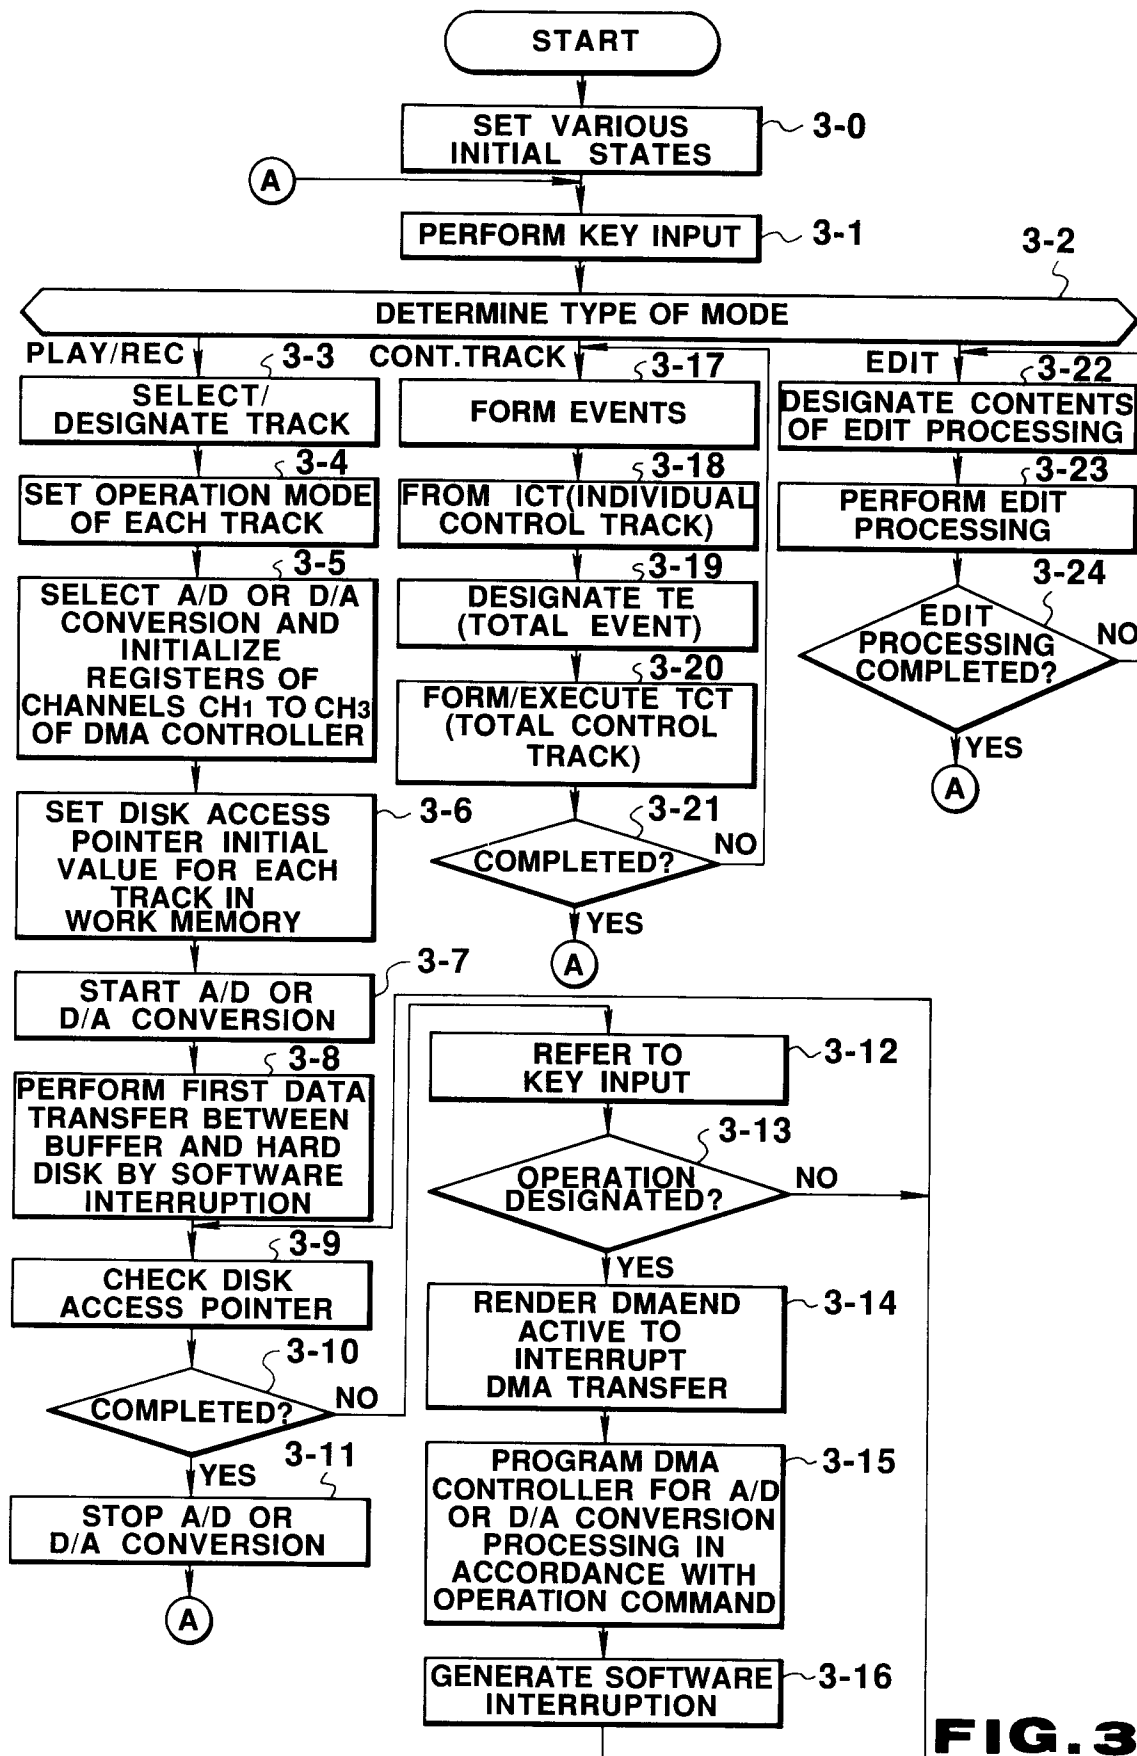 START
SET VARIOUS
INITIAL STATES
3-0
A
PERFORM KEY INPUT
3-1
3-2
DETERMINE TYPE OF MODE
PLAY/REC
3-3
SELECT/
DESIGNATE TRACK
3-4
SET OPERATION MODE
OF EACH TRACK
3-5
SELECT A/D OR D/A
CONVERSION AND
INITIALIZE
REGISTERS OF
CHANNELS CH1 TO CH3
OF DMA CONTROLLER
SET DISK ACCESS
POINTER INITIAL
VALUE FOR EACH
TRACK IN
WORK MEMORY
3-6
START A/D OR
D/A CONVERSION
3-7
3-8
PERFORM FIRST DATA
TRANSFER BETWEEN
BUFFER AND HARD
DISK BY SOFTWARE
INTERRUPTION
3-9
CHECK DISK
ACCESS POINTER
3-10
COMPLETED?
NO
YES
3-11
STOP A/D OR
D/A CONVERSION
A
CONT.TRACK
3-17
FORM EVENTS
3-18
FROM ICT(INDIVIDUAL
CONTROL TRACK)
3-19
DESIGNATE TE
(TOTAL EVENT)
3-20
FORM/EXECUTE TCT
(TOTAL CONTROL
TRACK)
3-21
COMPLETED?
NO
YES
A
REFER TO
KEY INPUT
3-12
3-13
OPERATION
DESIGNATED?
NO
YES
RENDER DMAEND
ACTIVE TO
INTERRUPT
DMA TRANSFER
3-14
PROGRAM DMA
CONTROLLER FOR A/D
OR D/A CONVERSION
PROCESSING IN
ACCORDANCE WITH
OPERATION COMMAND
3-15
GENERATE SOFTWARE
INTERRUPTION
3-16
EDIT
3-22
DESIGNATE CONTENTS
OF EDIT PROCESSING
3-23
PERFORM EDIT
PROCESSING
3-24
EDIT
PROCESSING
COMPLETED?
NO
YES
A
FIG.3